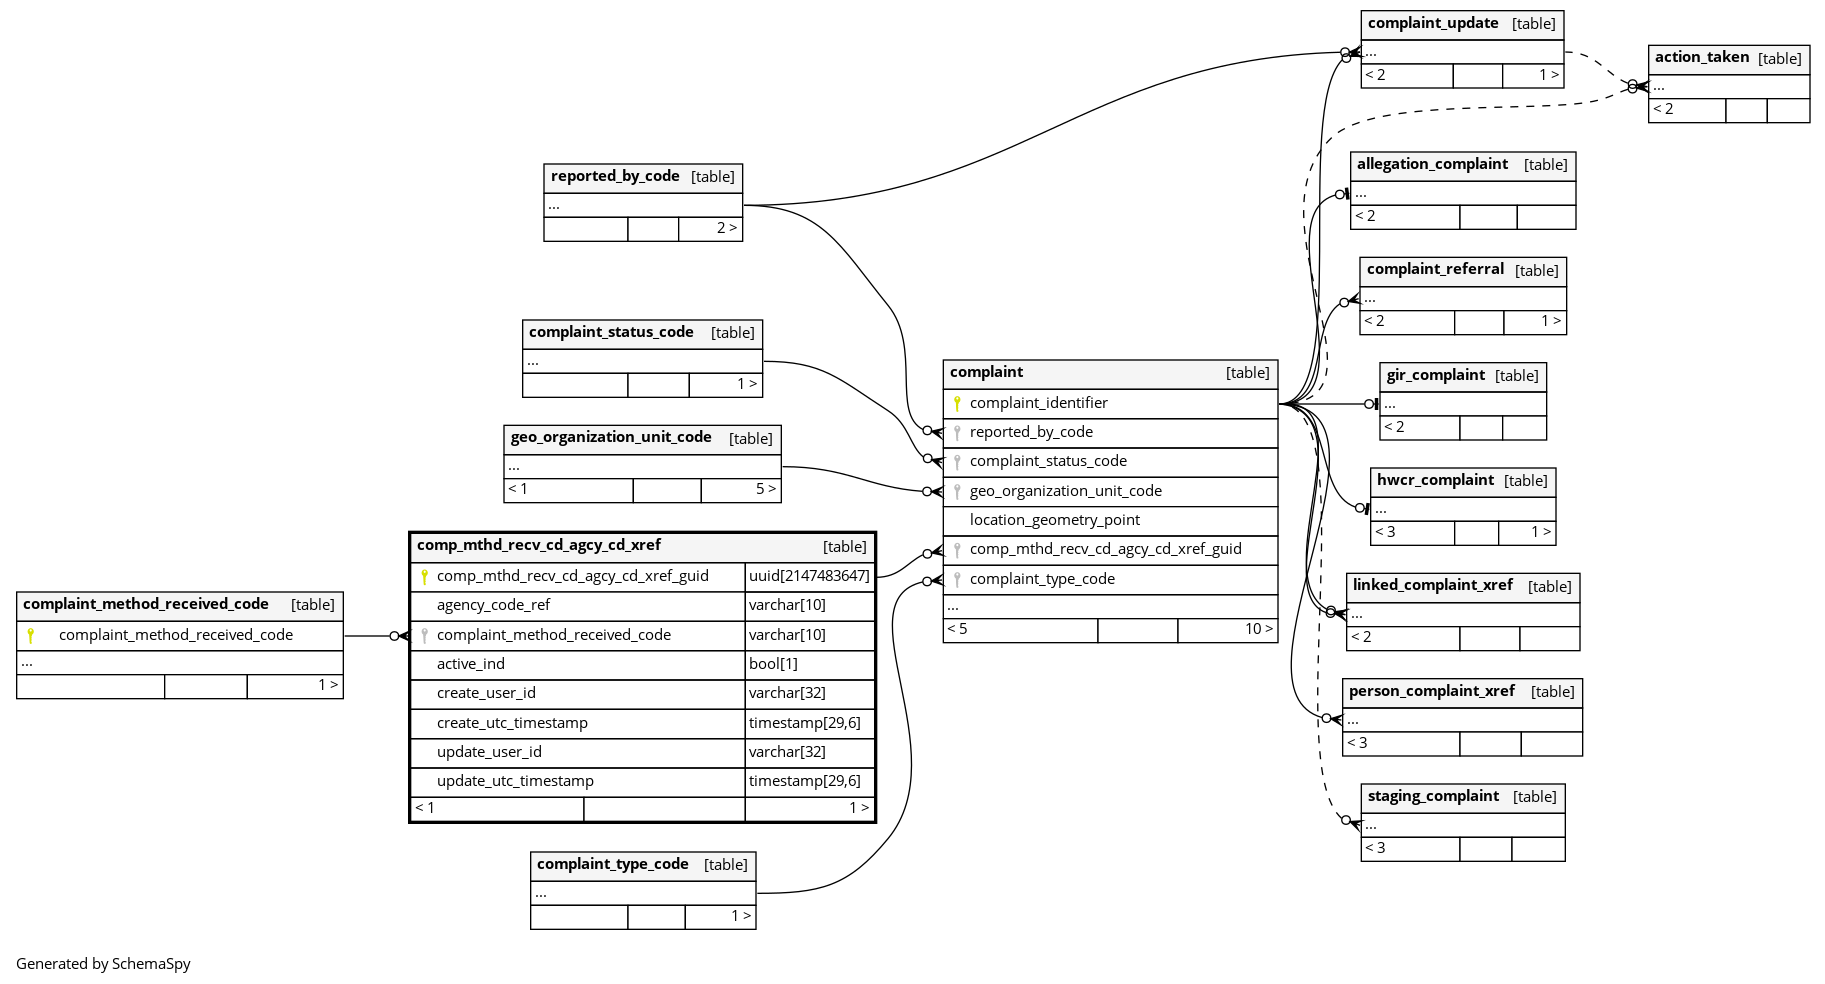 complaint_update [table]
...
< 2 1 >
action_taken [table]
...
< 2
reported_by_code [table]
...
2 >
allegation_complaint [table]
...
< 2
complaint_referral [table]
...
< 2 1 >
complaint_status_code [table]
...
1 >
complaint [table]
complaint_identifier
reported_by_code
complaint_status_code
geo_organization_unit_code
location_geometry_point
comp_mthd_recv_cd_agcy_cd_xref_guid
complaint_type_code
...
< 5 10 >
gir_complaint [table]
...
< 2
geo_organization_unit_code [table]
...
< 1 5 >
hwcr_complaint [table]
...
< 3 1 >
comp_mthd_recv_cd_agcy_cd_xref [table]
comp_mthd_recv_cd_agcy_cd_xref_guid uuid[2147483647]
agency_code_ref varchar[10]
complaint_method_received_code varchar[10]
active_ind bool[1]
create_user_id varchar[32]
create_utc_timestamp timestamp[29,6]
update_user_id varchar[32]
update_utc_timestamp timestamp[29,6]
< 1 1 >
complaint_method_received_code [table]
complaint_method_received_code
...
1 >
linked_complaint_xref [table]
...
< 2
person_complaint_xref [table]
...
< 3
staging_complaint [table]
...
< 3
complaint_type_code [table]
...
1 >
Generated by SchemaSpy